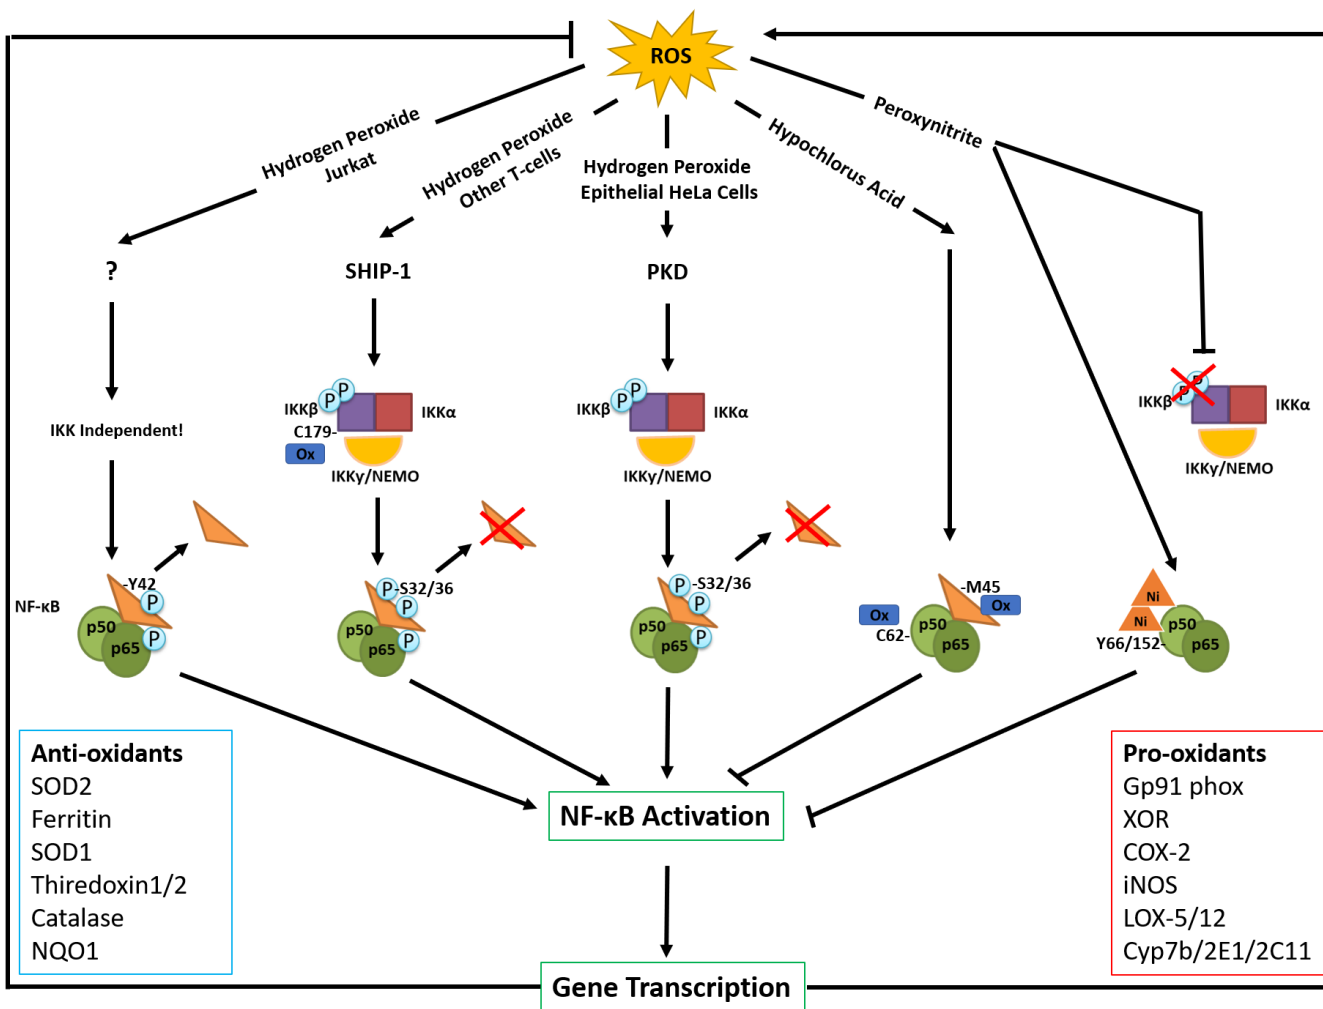 ROS
Hydrogen Peroxide
Jurkat
Hydrogen Peroxide
Other T-cells
Hydrogen Peroxide
Epithelial HeLa Cells
Hypochlorus Acid
Peroxynitrite
?
SHIP-1
PKD
IKK Independent!
P
P
IKKβ
IKKα
C179-
Ox
IKKy/NEMO
P
P
IKKβ
IKKα
IKKy/NEMO
P
P
IKKβ
IKKα
IKKy/NEMO
NF-κB
-Y42
P
P
p50
p65
P
-S32/36
P
P
p50
p65
P
-S32/36
P
P
p50
p65
-M45
Ox
Ox
C62-
p50
p65
Ni
Ni
Y66/152-
p50
p65
Anti-oxidants
SOD2
Ferritin
SOD1
Thiredoxin1/2
Catalase
NQO1
NF-κB Activation
Pro-oxidants
Gp91 phox
XOR
COX-2
iNOS
LOX-5/12
Cyp7b/2E1/2C11
Gene Transcription